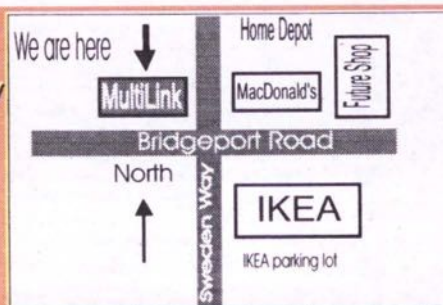 We are here
MultiLink
Home Depot
MacDonald's
Future Shop
Bridgeport Road
North
Sweden Way
IKEA
IKEA parking lot